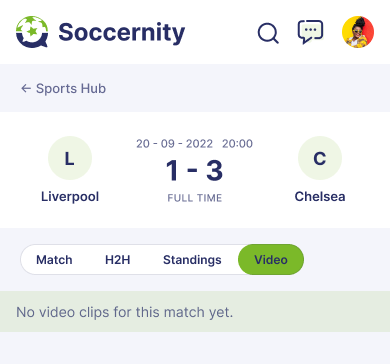 Soccernity
← Sports Hub
20 - 09 - 2022 20:00
L
1 - 3
C
Liverpool
FULL TIME
Chelsea
Match H2H Standings Video
No video clips for this match yet.